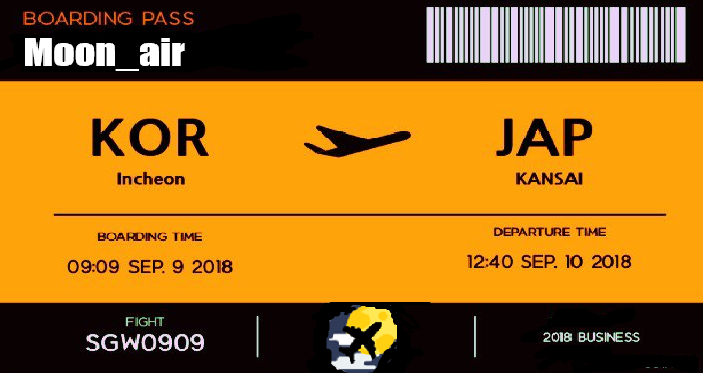 BOARDING PASS
Moon_air
KOR
JAP
Incheon
KANSAI
BOARDING TIME
DEPARTURE TIME
09:09 SEP. 9 2018
12:40 SEP. 10 2018
FIGHT
SGW0909
2018 BUSINESS